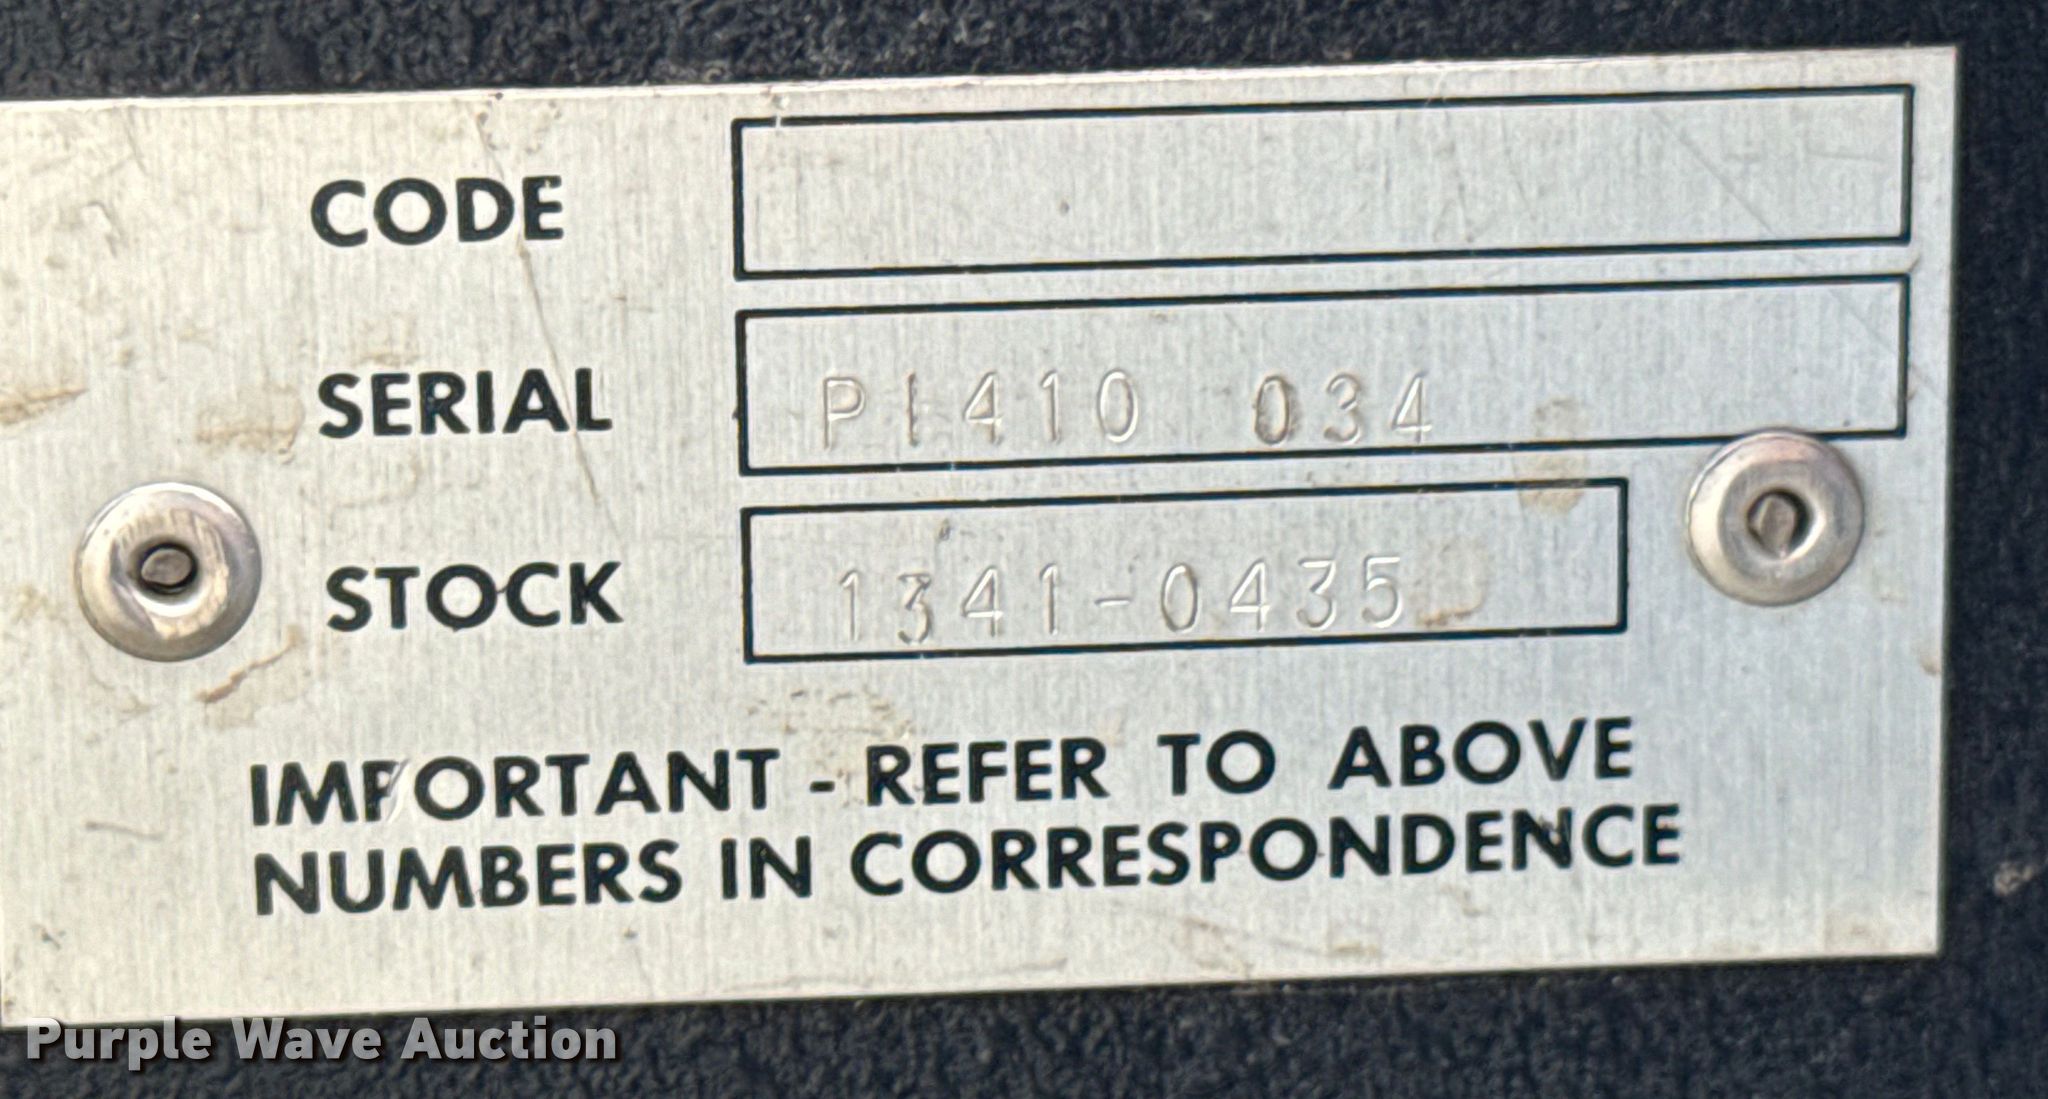 CODE
SERIAL P1410 034
STOCK 1341-0435
IMPORTANT - REFER TO ABOVE
NUMBERS IN CORRESPONDENCE
Purple Wave Auction